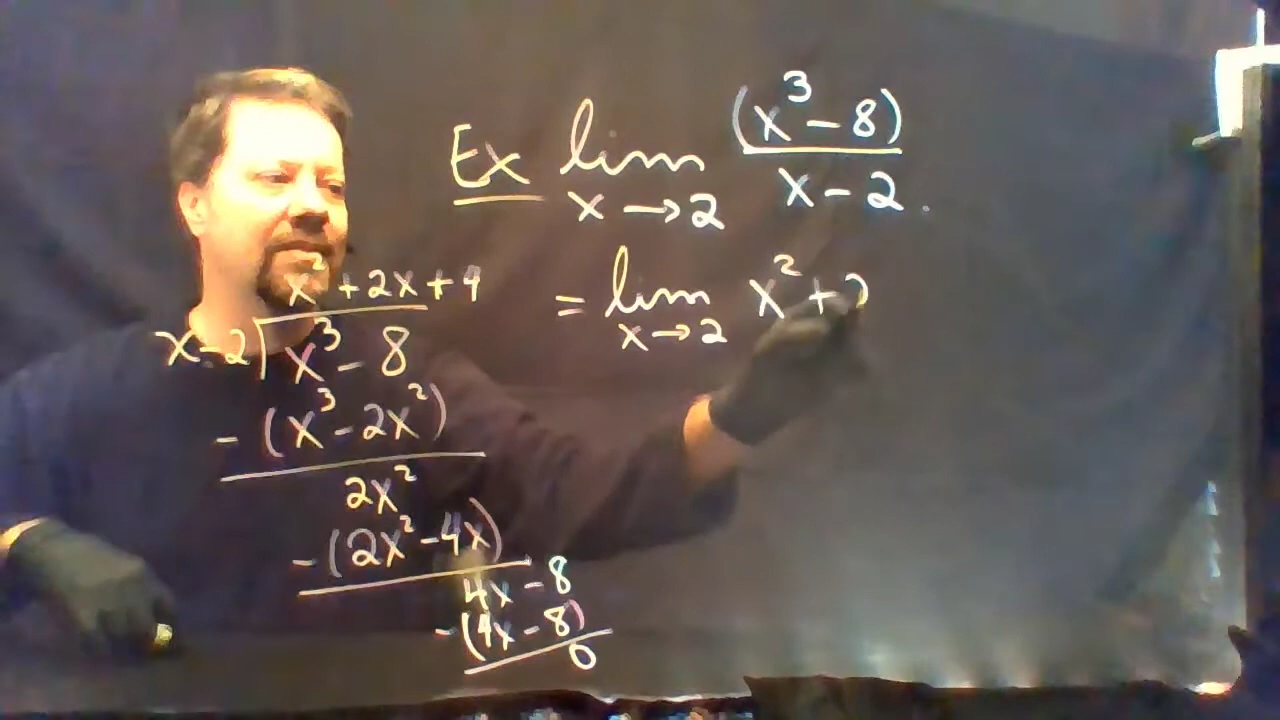 Ex lim (x³ - 8)
x → 2 x - 2
= lim x² + 2
x → 2
x² + 2x + 4
x - 2 x³ - 8
- (x³ - 2x²)
2x²
- (2x² - 4x)
4x - 8
- (4x - 8)
0